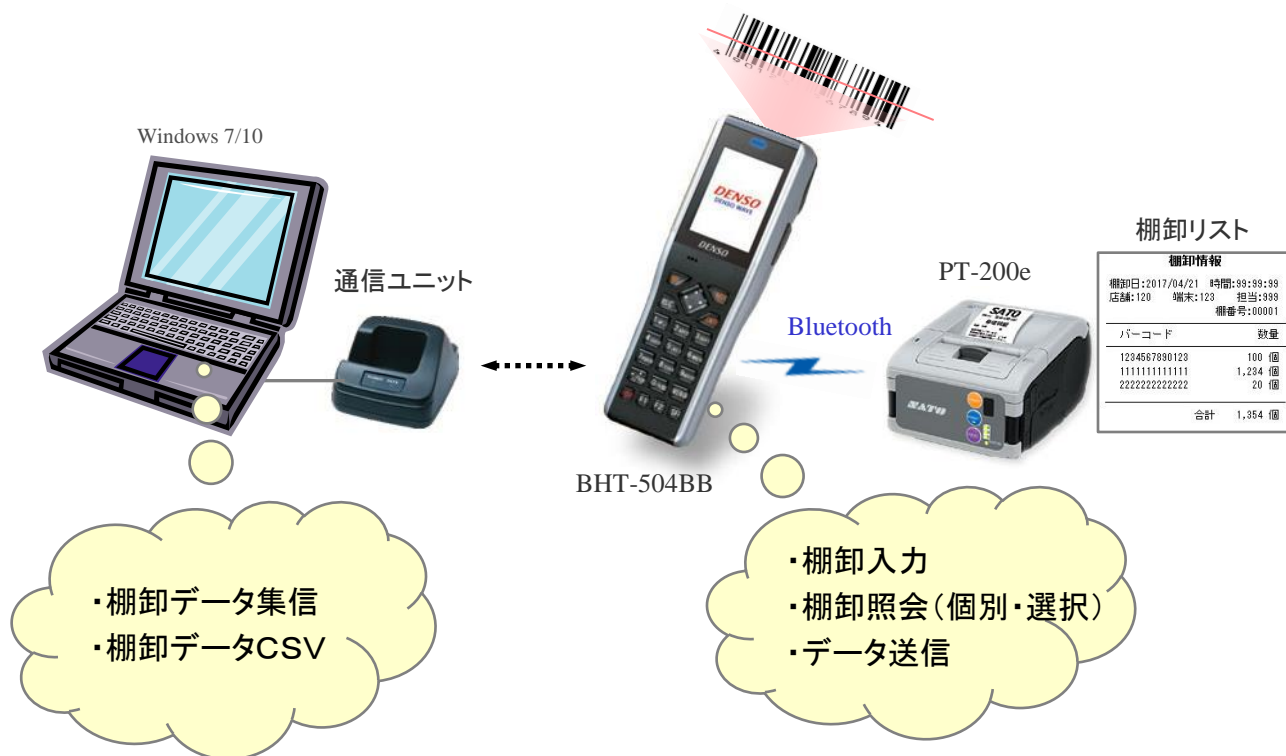 Windows 7/10
通信ユニット
DENSO
DENSO WAVE
DENSO
BHT-504BB
Bluetooth
PT-200e
SATO
SATO
棚卸リスト
棚卸情報
棚卸日:2017/04/21 時間:99:99:99
店舗:120 端末:123 担当:999
棚番号:00001
バーコード 数量
1234567890123 100 個
1111111111111 1,234 個
2222222222222 20 個
合計 1,354 個
・棚卸データ集信
・棚卸データCSV
・棚卸入力
・棚卸照会(個別・選択)
・データ送信